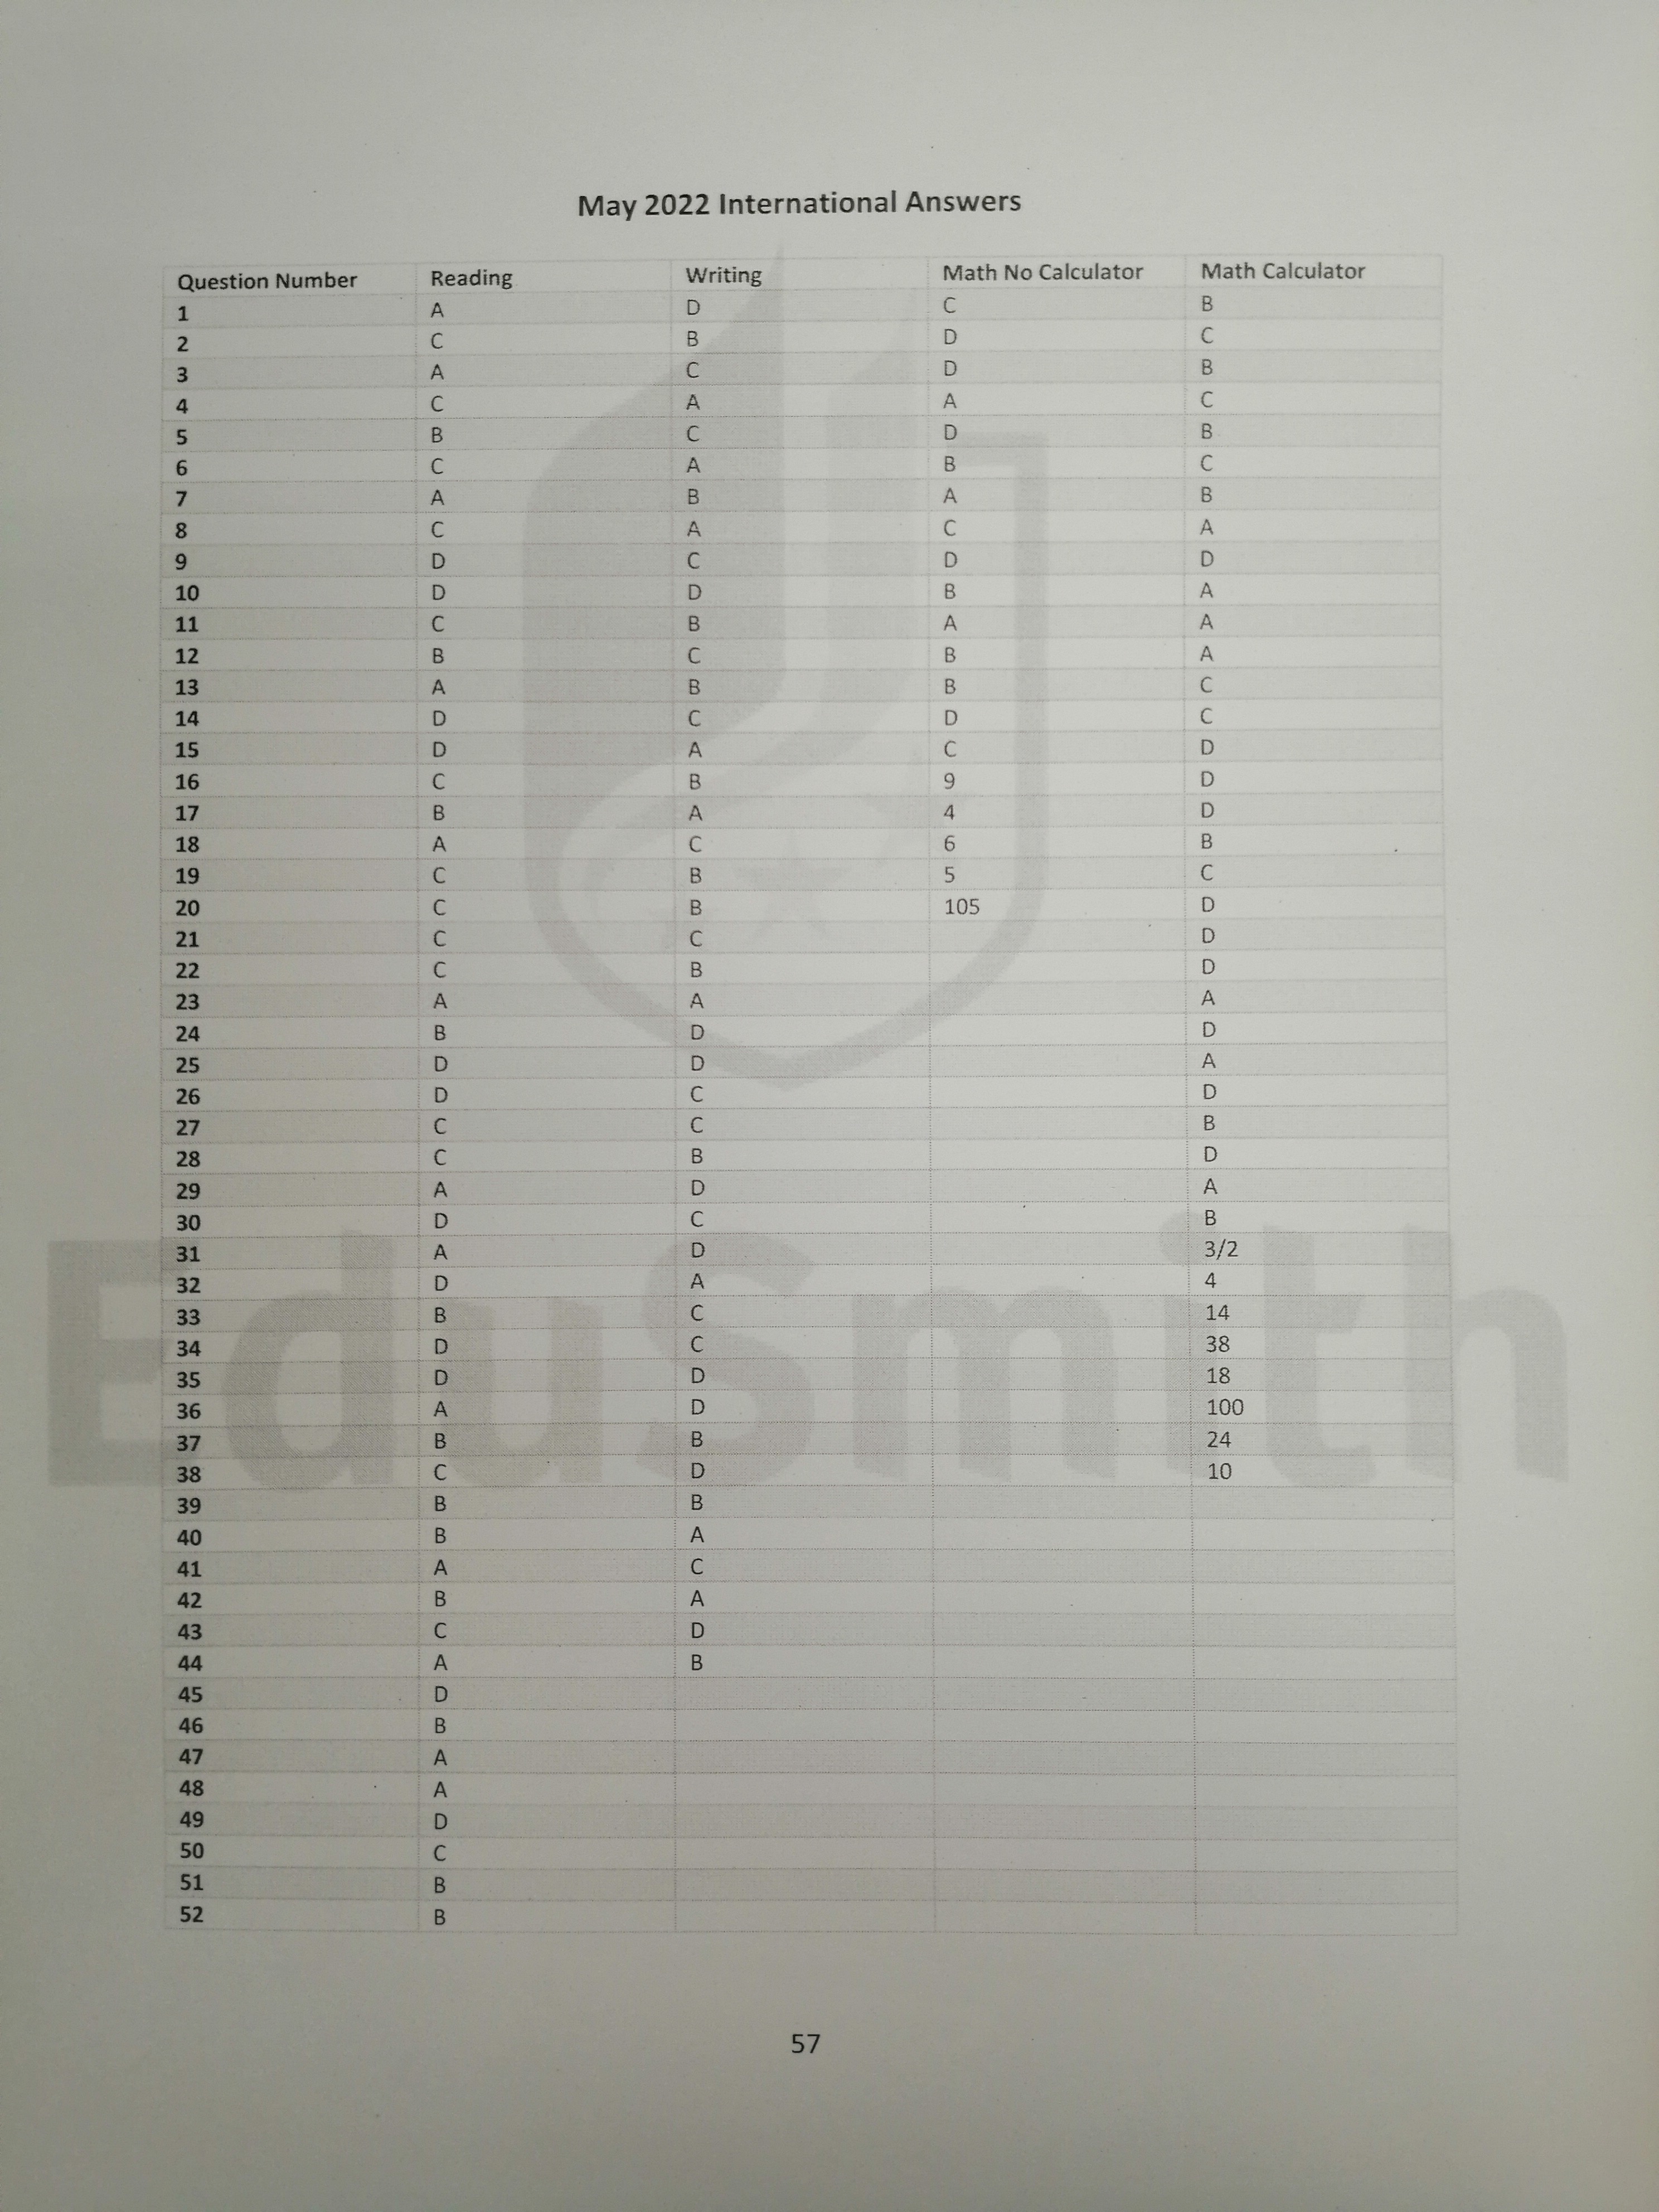 May 2022 International Answers
Question Number Reading Writing Math No Calculator Math Calculator
1 A D C B
2 C B D C
3 A C D B
4 C A A C
5 B C D B
6 C A B C
7 A B A B
8 C A C A
9 D C D D
10 D D B A
11 C B A A
12 B C B A
13 A B B C
14 D C D C
15 D A C D
16 C B 9 D
17 B A 4 D
18 A C 6 B
19 C B 5 C
20 C B 105 D
21 C C D
22 C B D
23 A A A
24 B D D
25 D D A
26 D C D
27 C C B
28 C B D
29 A D A
30 D C B
31 A D 3/2
32 D A 4
33 B C 14
34 D C 38
35 D D 18
36 A D 100
37 B B 24
38 C D 10
39 B B
40 B A
41 A C
42 B A
43 C D
44 A B
45 D
46 B
47 A
48 A
49 D
50 C
51 B
52 B
EduSmith
57